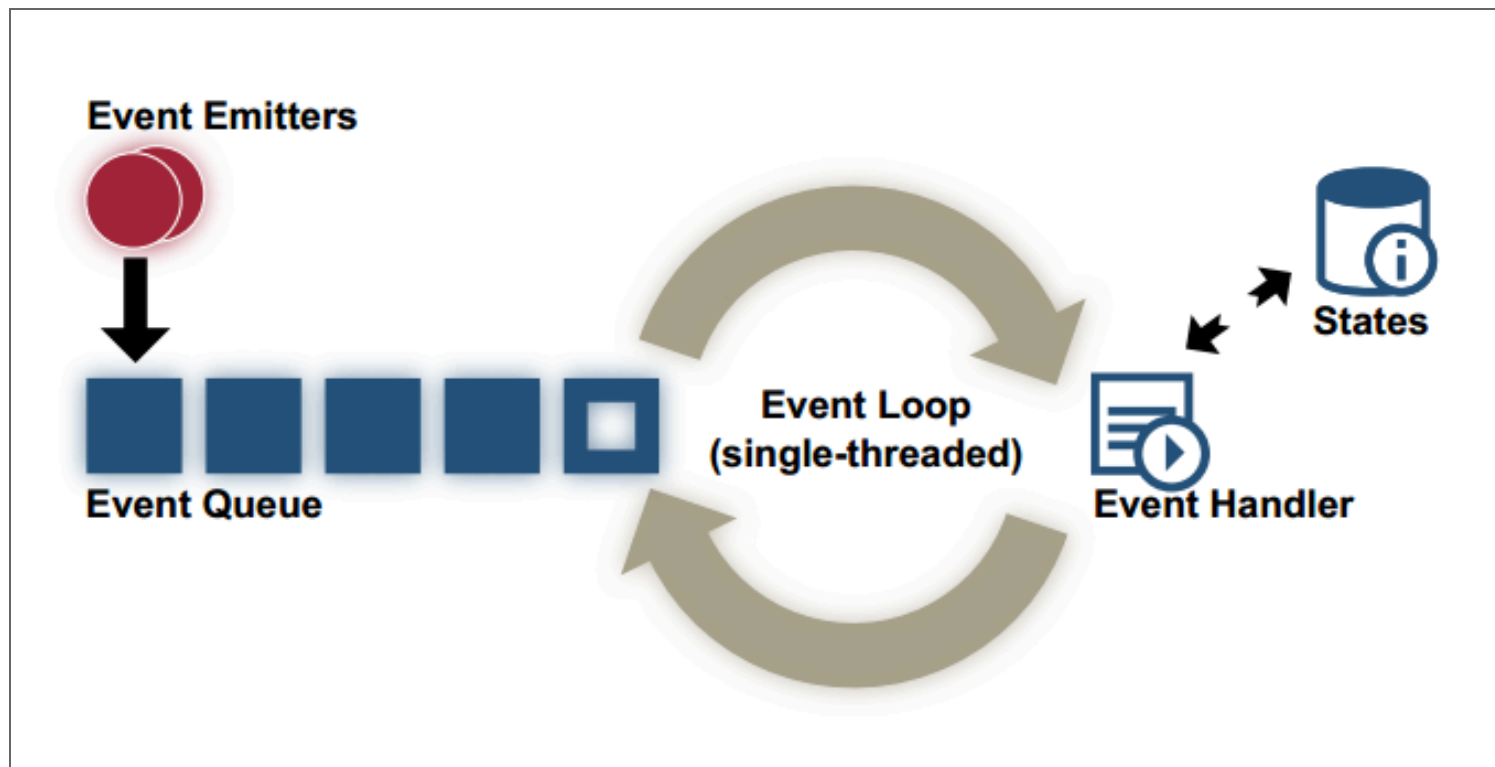 Event Emitters
States
Event Loop
(single-threaded)
Event Queue
Event Handler